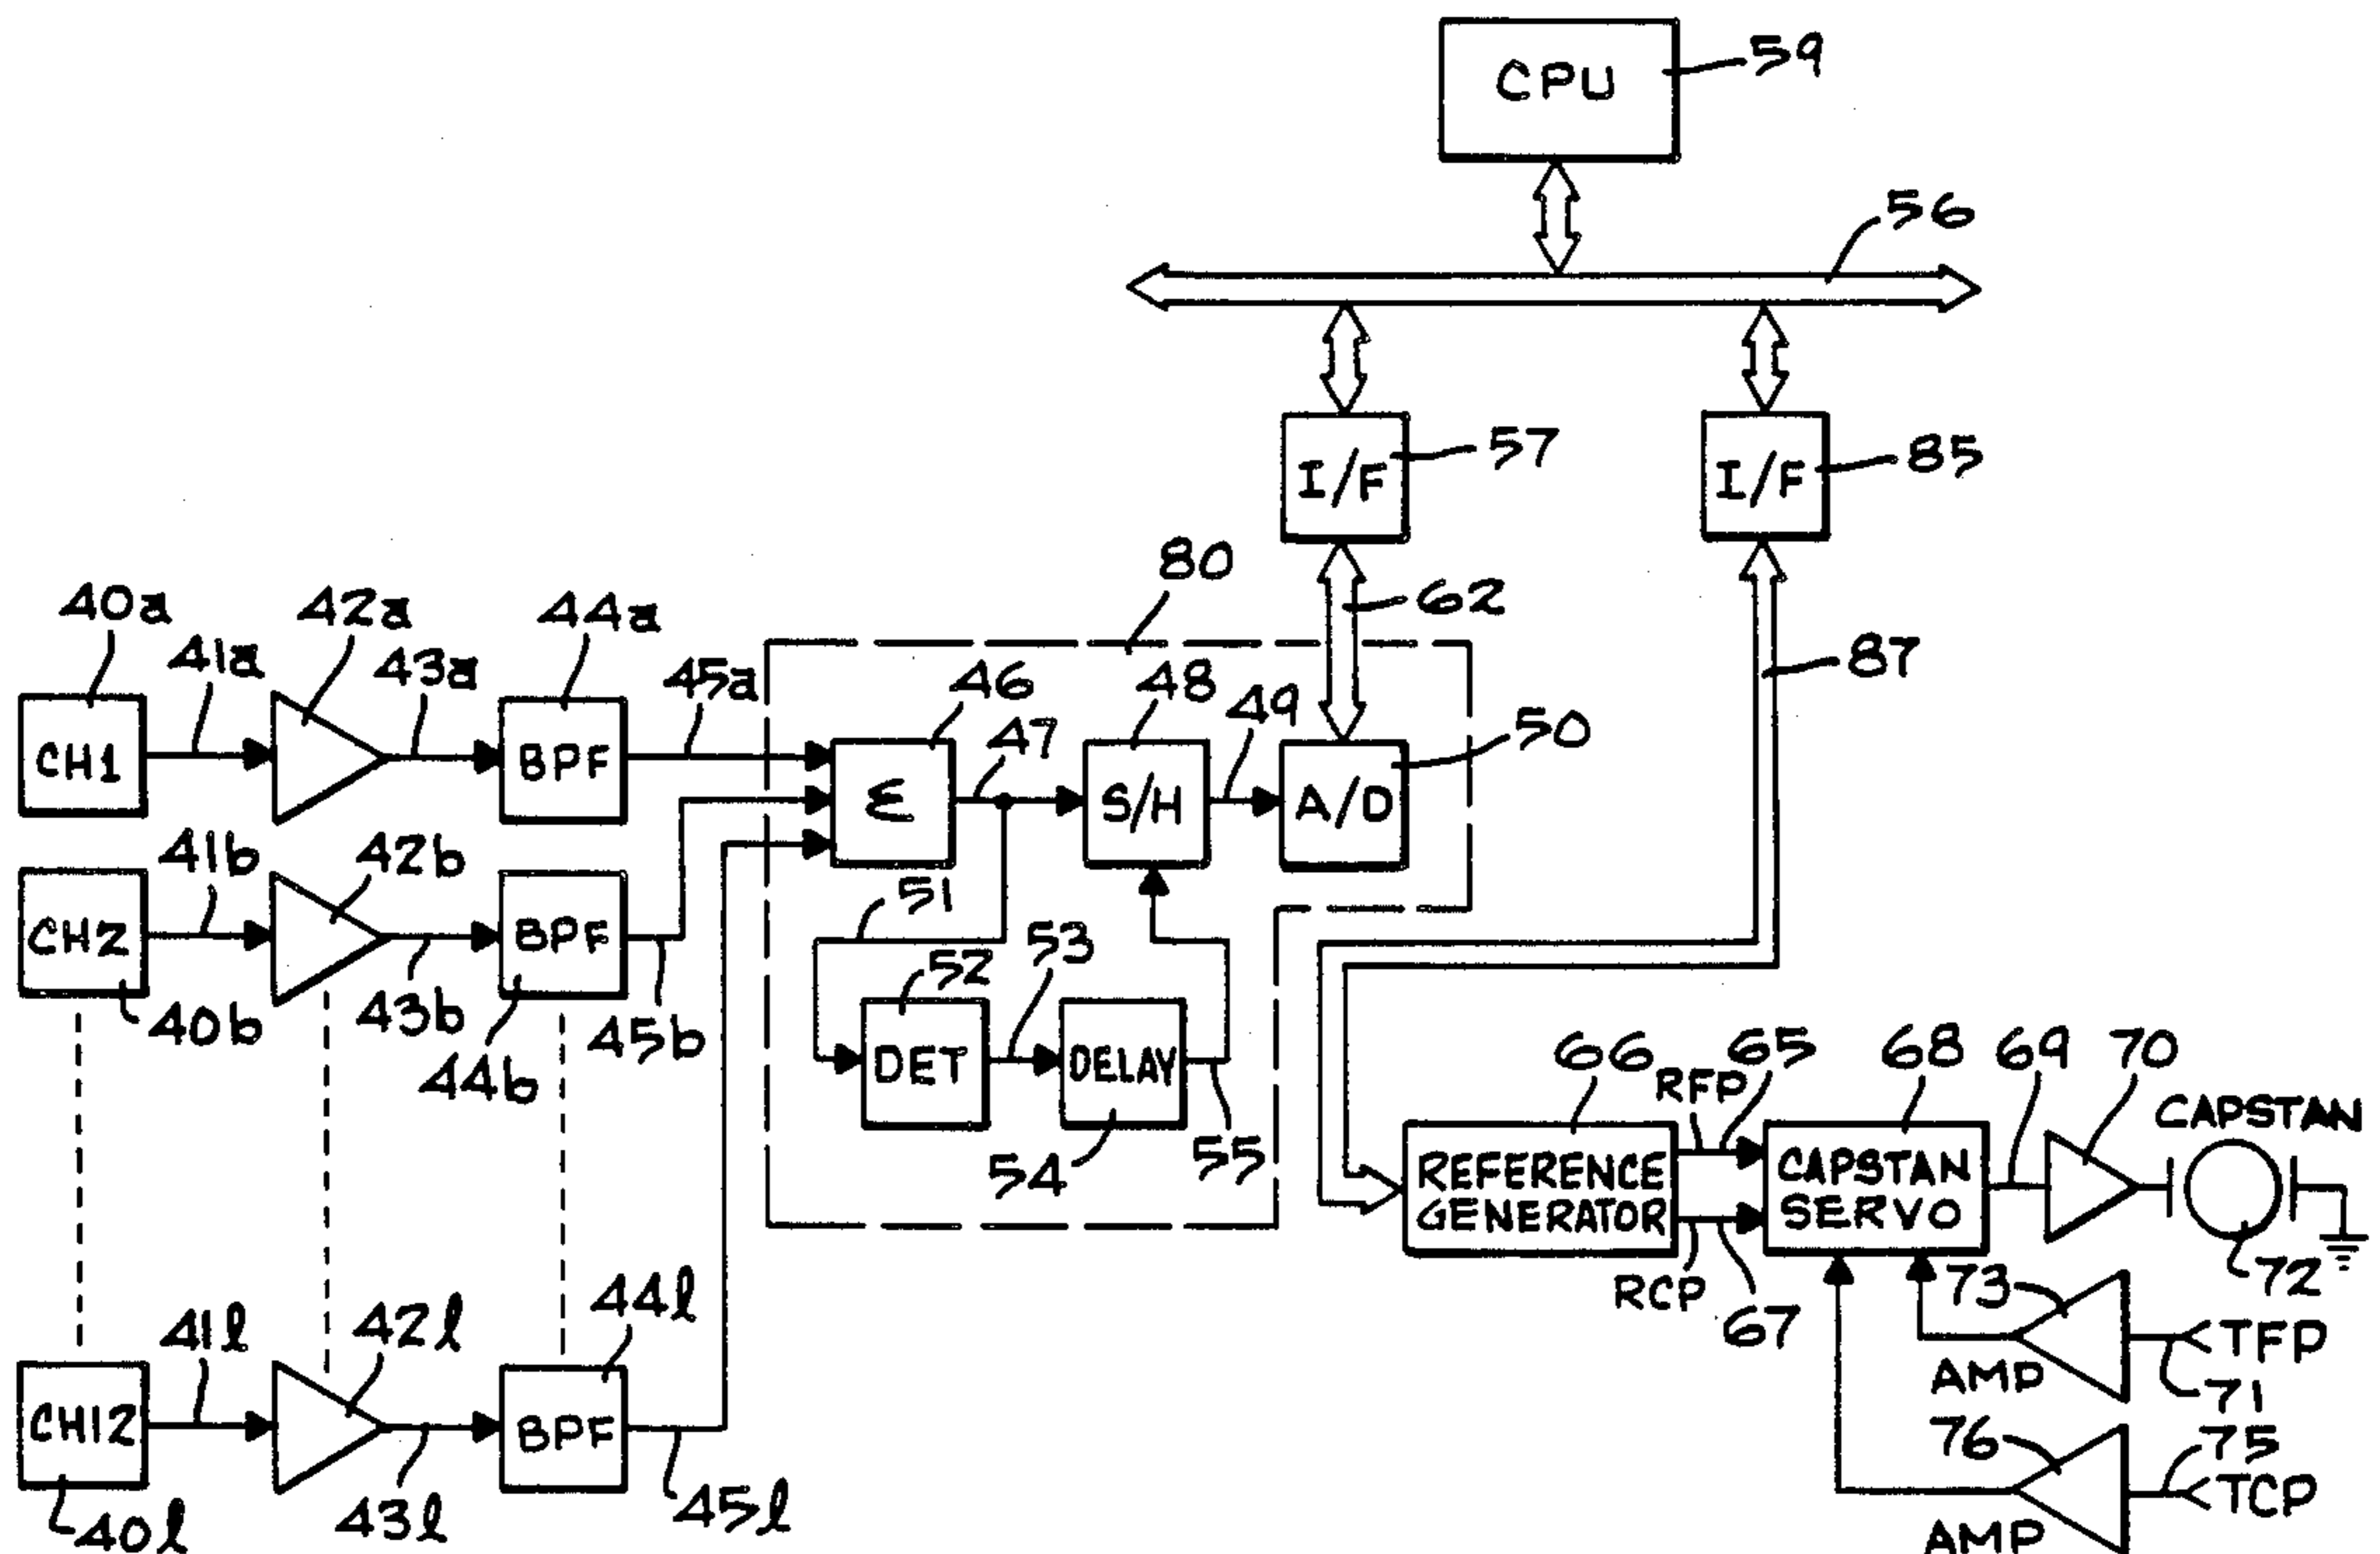 CPU
59
56
I/F
57
I/F
85
80
62
87
40a
41a
42a
43a
44a
45a
46
47
48
49
50
CH1
BPF
Σ
S/H
A/D
41b
42b
51
CH2
BPF
40b
43b
44b
45b
52
53
DET
DELAY
54
55
66
RFP
65
68
69
70
CAPSTAN
REFERENCE
GENERATOR
CAPSTAN
SERVO
RCP
67
73
72
AMP
TFP
71
76
75
TCP
AMP
41l
42l
44l
CH12
BPF
40l
43l
45l